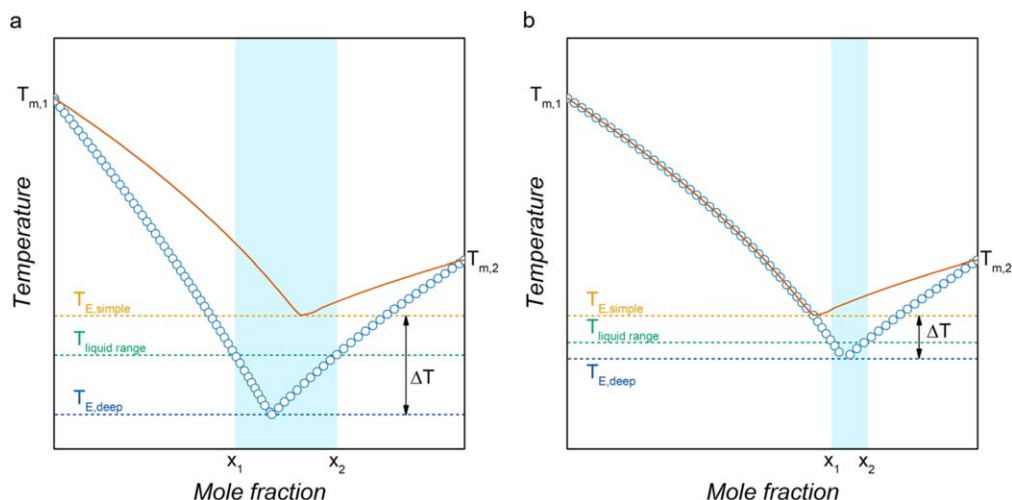 a
T_m,1
T_m,2
Temperature
T_E,simple
T_liquid range
T_E,deep
ΔT
x_1
x_2
Mole fraction
b
T_m,1
T_m,2
Temperature
T_E,simple
T_liquid range
T_E,deep
ΔT
x_1
x_2
Mole fraction